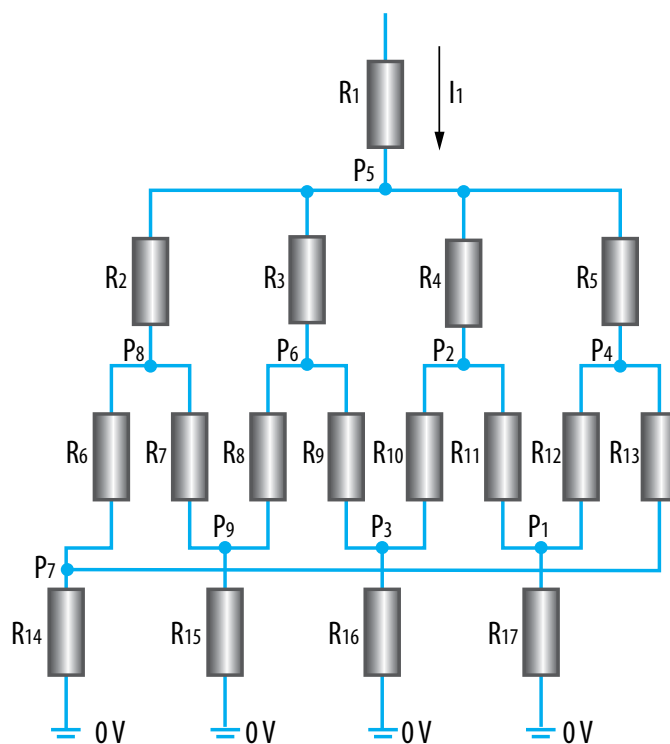 R1 I1
P5
R2 R3 R4 R5
P8 P6 P2 P4
R6 R7 R8 R9 R10 R11 R12 R13
P9 P3 P1
P7
R14 R15 R16 R17
0 V 0 V 0 V 0 V